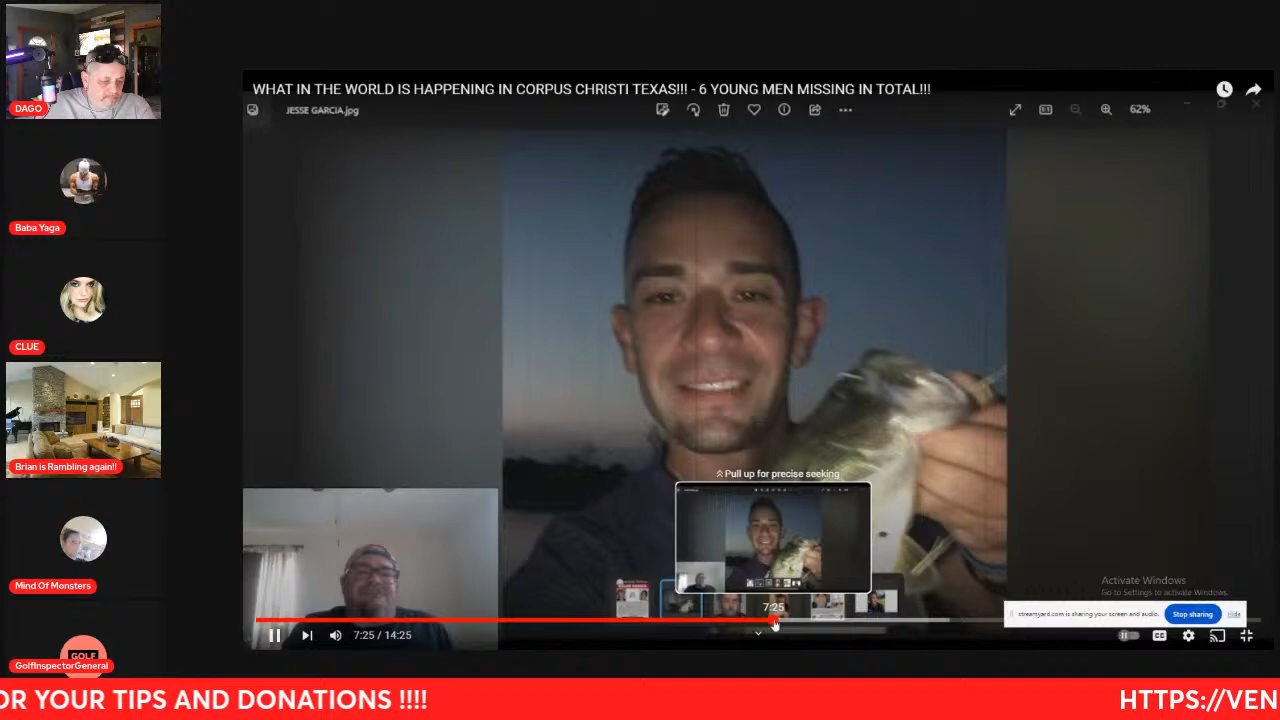 DAGO
Baba Yaga
CLUE
Brian is Rambling again!!
Mind Of Monsters
GOLF
GolfInspectorGeneral
WHAT IN THE WORLD IS HAPPENING IN CORPUS CHRISTI TEXAS!!! - 6 YOUNG MEN MISSING IN TOTAL!!!
JESSE GARCIA.jpg
62%
Pull up for precise seeking
7:25
Activate Windows
Go to Settings to activate Windows.
streamyard.com is sharing your screen and audio.
Stop sharing
Hide
7:25 / 14:25
CC
OR YOUR TIPS AND DONATIONS !!!!
HTTPS://VEN